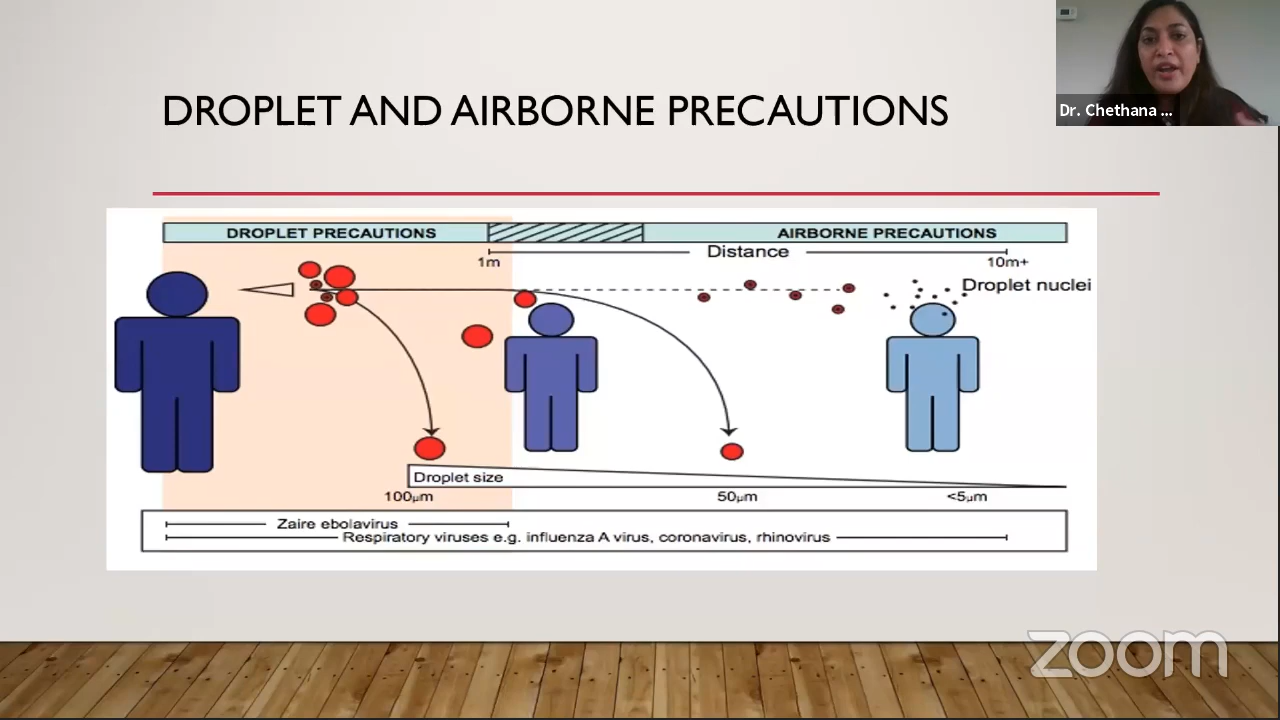 DROPLET AND AIRBORNE PRECAUTIONS
Dr. Chethana ...
DROPLET PRECAUTIONS
AIRBORNE PRECAUTIONS
1m
Distance
10m+
Droplet nuclei
Droplet size
100µm
50µm
<5µm
Zaire ebolavirus
Respiratory viruses e.g. influenza A virus, coronavirus, rhinovirus
zoom